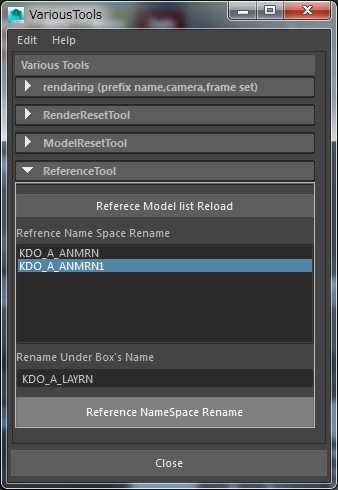 VariousTools
Edit Help
Various Tools
rendaring (prefix name,camera,frame set)
RenderResetTool
ModelResetTool
ReferenceTool
Referece Model list Reload
Refrence Name Space Rename
KDO_A_ANMRN
KDO_A_ANMRN1
Rename Under Box's Name
KDO_A_LAYRN
Reference NameSpace Rename
Close